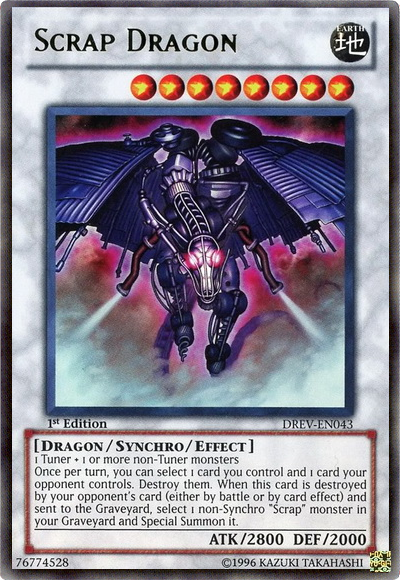 SCRAP DRAGON
EARTH
地
1st Edition
DREV-EN043
[DRAGON/SYNCHRO/EFFECT]
1 Tuner + 1 or more non-Tuner monsters
Once per turn, you can select 1 card you control and 1 card your
opponent controls. Destroy them. When this card is destroyed
by your opponent's card (either by battle or by card effect) and
sent to the Graveyard, select 1 non-Synchro "Scrap" monster in
your Graveyard and Special Summon it.
ATK/2800 DEF/2000
76774528
©1996 KAZUKI TAKAHASHI